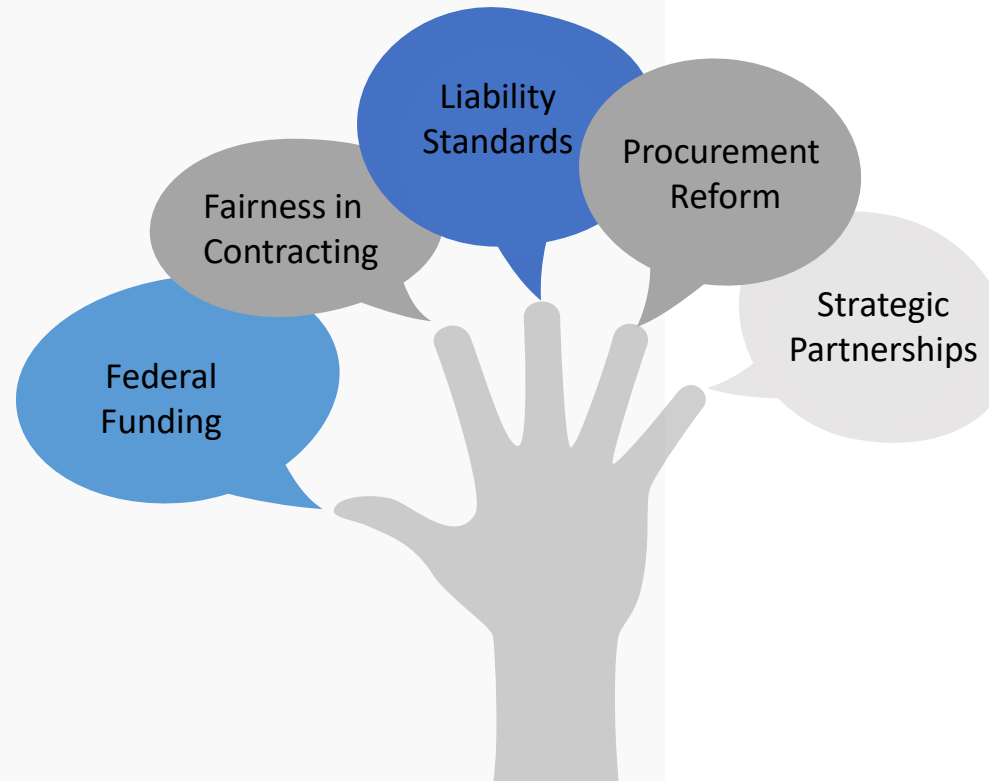 Federal
Funding
Fairness in
Contracting
Liability
Standards
Procurement
Reform
Strategic
Partnerships